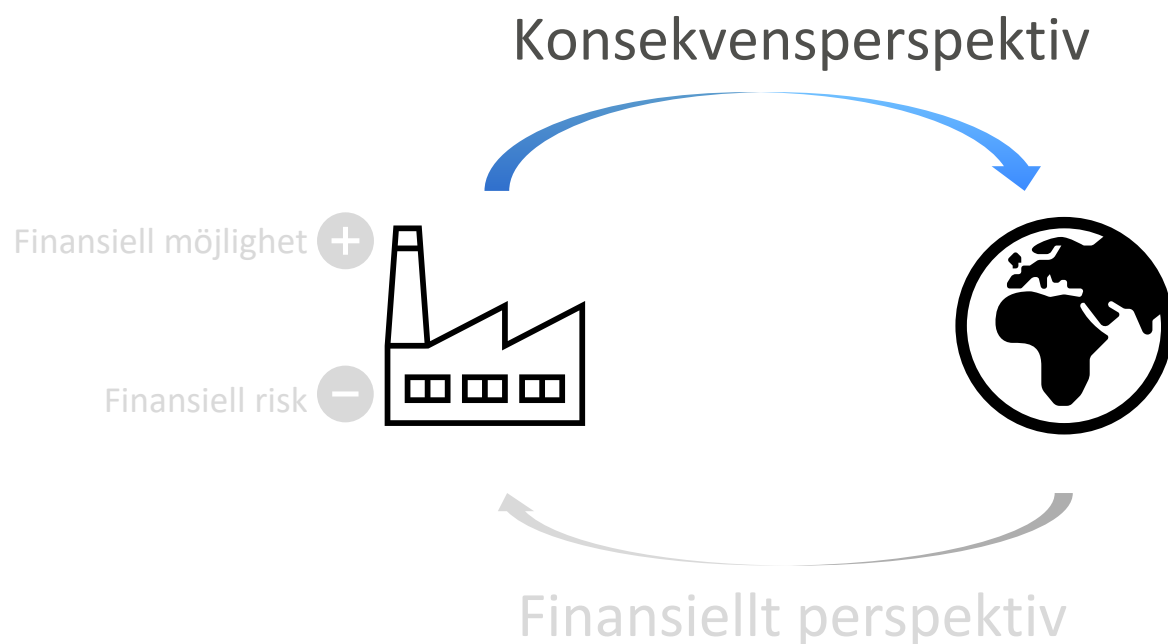 Konsekvensperspektiv
Finansiell möjlighet
Finansiell risk
Finansiellt perspektiv